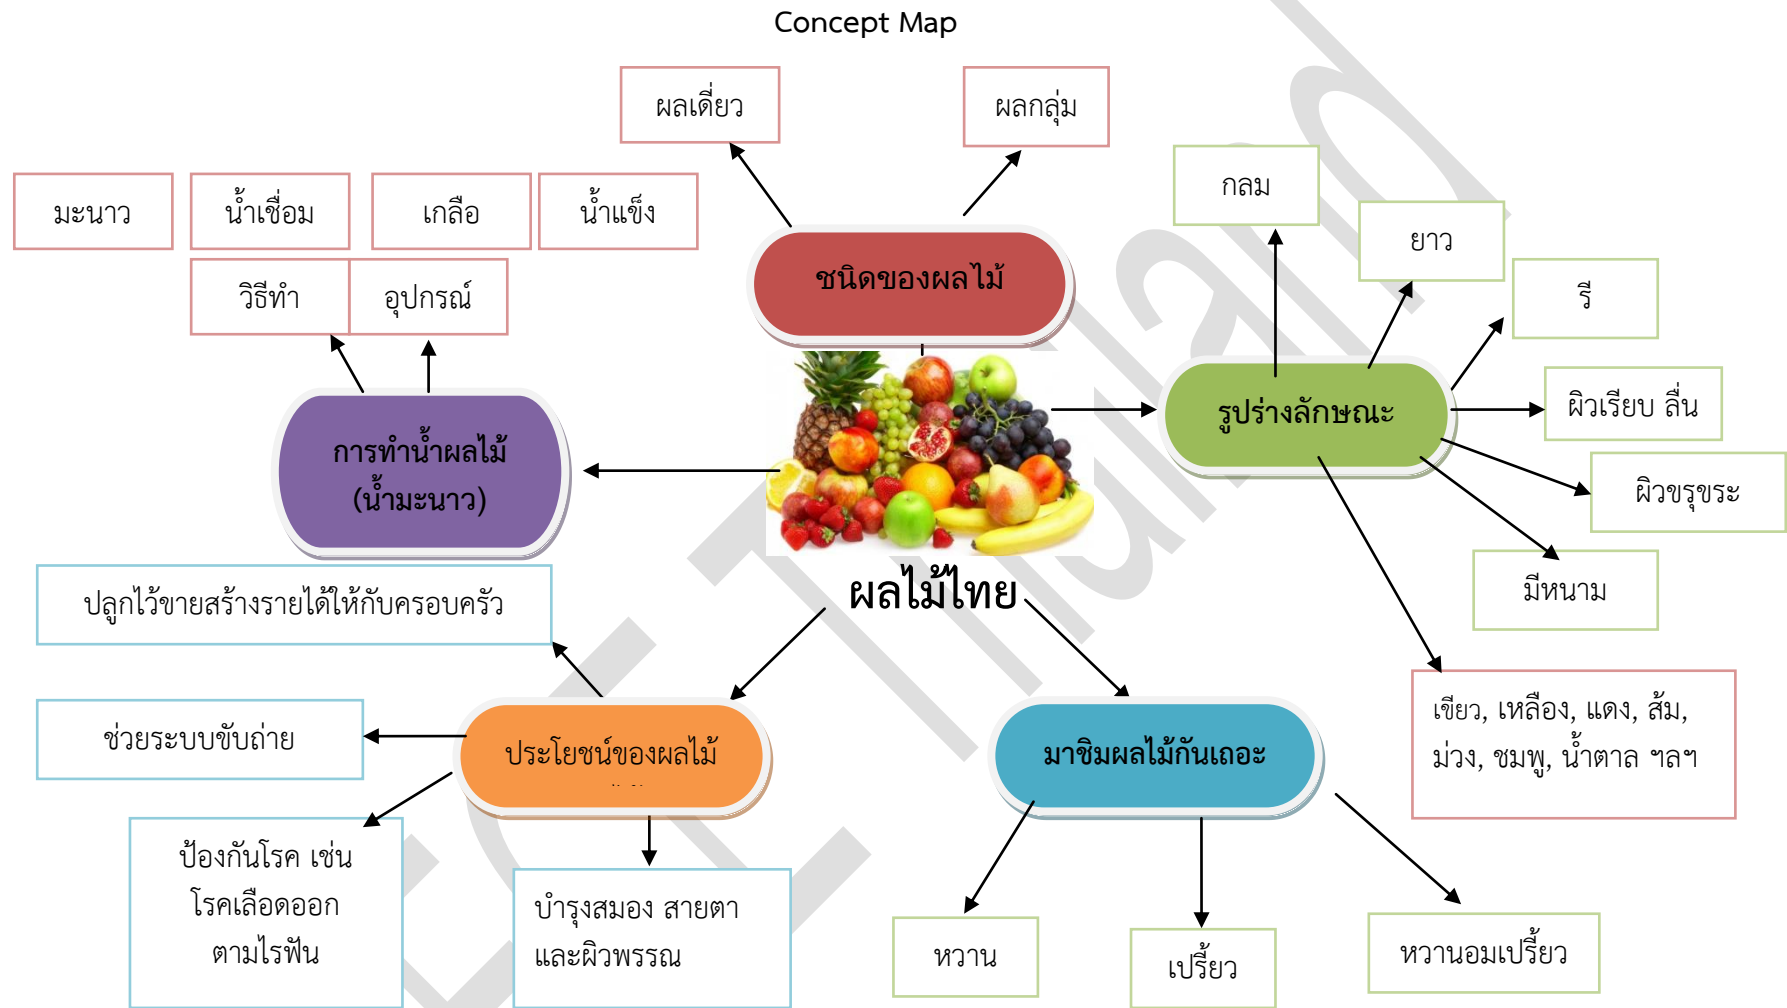 Concept Map
ผลเดี่ยว
ผลกลุ่ม
มะนาว
น้ำเชื่อม
เกลือ
น้ำแข็ง
กลม
ยาว
วิธีทำ
อุปกรณ์
ชนิดของผลไม้
รี
รูปร่างลักษณะ
ผิวเรียบ ลื่น
การทำน้ำผลไม้
(น้ำมะนาว)
ผิวขรุขระ
มีหนาม
ผลไม้ไทย
ปลูกไว้ขายสร้างรายได้ให้กับครอบครัว
เขียว, เหลือง, แดง, ส้ม,
ม่วง, ชมพู, น้ำตาล ฯลฯ
ช่วยระบบขับถ่าย
ประโยชน์ของผลไม้
มาชิมผลไม้กันเถอะ
ป้องกันโรค เช่น
โรคเลือดออก
ตามไรฟัน
บำรุงสมอง สายตา
และผิวพรรณ
หวาน
เปรี้ยว
หวานอมเปรี้ยว